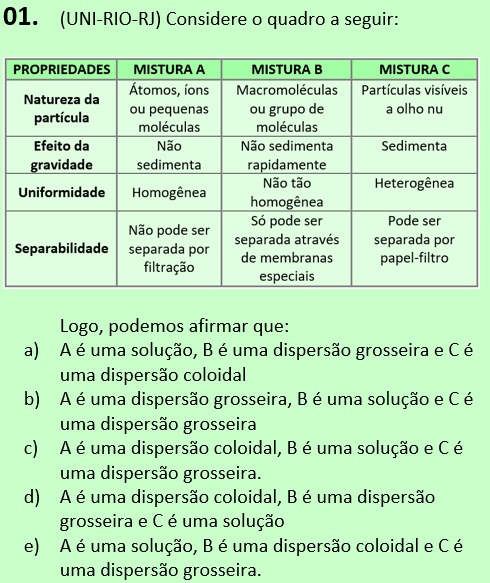 01. (UNI-RIO-RJ) Considere o quadro a seguir:
PROPRIEDADES MISTURA A MISTURA B MISTURA C
Natureza da partícula Átomos, íons ou pequenas moléculas Macromoléculas ou grupo de moléculas Partículas visíveis a olho nu
Efeito da gravidade Não sedimenta Não sedimenta rapidamente Sedimenta
Uniformidade Homogênea Não tão homogênea Heterogênea
Separabilidade Não pode ser separada por filtração Só pode ser separada através de membranas especiais Pode ser separada por papel-filtro
Logo, podemos afirmar que:
a) A é uma solução, B é uma dispersão grosseira e C é
uma dispersão coloidal
b) A é uma dispersão grosseira, B é uma solução e C é
uma dispersão grosseira
c) A é uma dispersão coloidal, B é uma solução e C é
uma dispersão grosseira.
d) A é uma dispersão coloidal, B é uma dispersão
grosseira e C é uma solução
e) A é uma solução, B é uma dispersão coloidal e C é
uma dispersão grosseira.